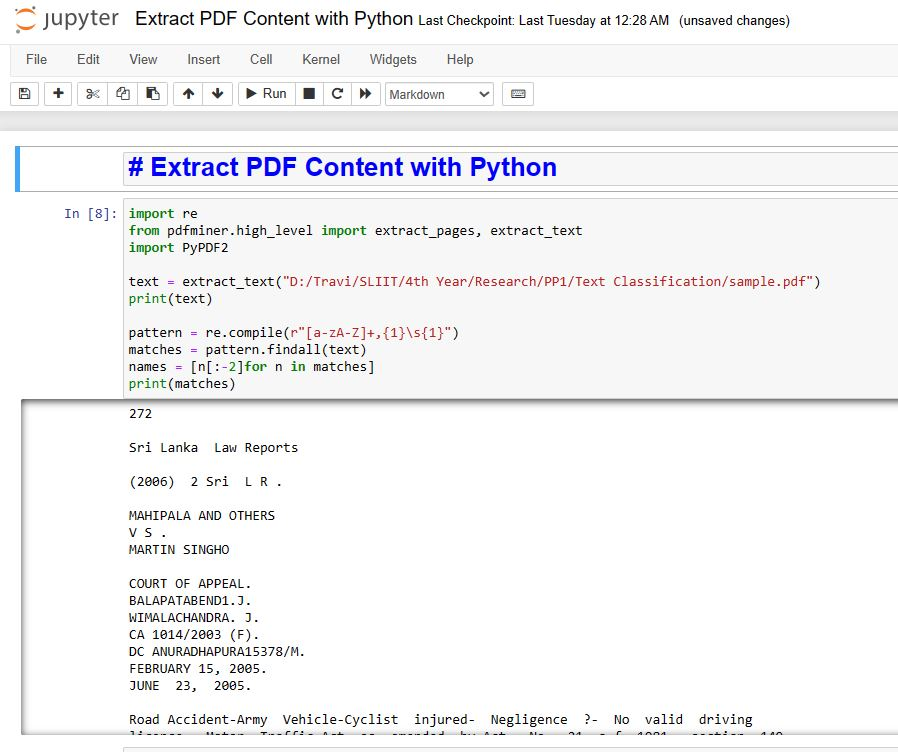 jupyter Extract PDF Content with Python Last Checkpoint: Last Tuesday at 12:28 AM (unsaved changes)
File Edit View Insert Cell Kernel Widgets Help
Run Markdown
# Extract PDF Content with Python
In [8]: import re
from pdfminer.high_level import extract_pages, extract_text
import PyPDF2
text = extract_text("D:/Travi/SLIIT/4th Year/Research/PP1/Text Classification/sample.pdf")
print(text)
pattern = re.compile(r"[a-zA-Z]+,{1}\s{1}")
matches = pattern.findall(text)
names = [n[:-2]for n in matches]
print(matches)
272
Sri Lanka  Law Reports
(2006)  2 Sri  L R .
MAHIPALA AND OTHERS
V S .
MARTIN SINGHO
COURT OF APPEAL.
BALAPATABEND1.J.
WIMALACHANDRA. J.
CA 1014/2003 (F).
DC ANURADHAPURA15378/M.
FEBRUARY 15, 2005.
JUNE  23,  2005.
Road Accident-Army  Vehicle-Cyclist  injured-  Negligence  ?-  No  valid  driving